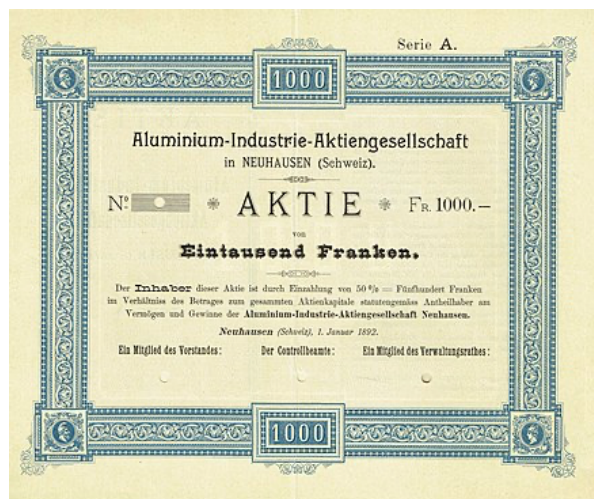 Serie A.
1000
Aluminium-Industrie-Aktiengesellschaft
in NEUHAUSEN (Schweiz).
Nº AKTIE FR. 1000.—
von
Eintausend Franken.
Der Inhaber dieser Aktie ist durch Einzahlung von 50 % = Fünfhundert Franken
im Verhältniss des Betrages zum gesammten Aktienkapitale statutengemäss Antheilhaber am
Vermögen und Gewinne der Aluminium-Industrie-Aktiengesellschaft Neuhausen.
Neuhausen (Schweiz), 1. Januar 1892.
Ein Mitglied des Vorstandes: Der Controllbeamte: Ein Mitglied des Verwaltungsrathes:
1000